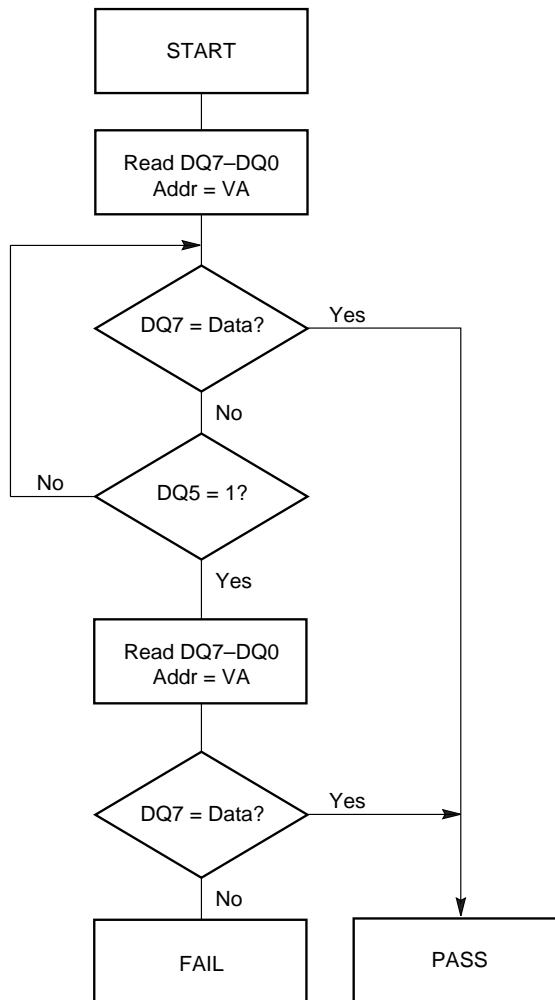 START
Read DQ7–DQ0
Addr = VA
DQ7 = Data?
Yes
No
No
DQ5 = 1?
Yes
Read DQ7–DQ0
Addr = VA
DQ7 = Data?
Yes
No
FAIL
PASS